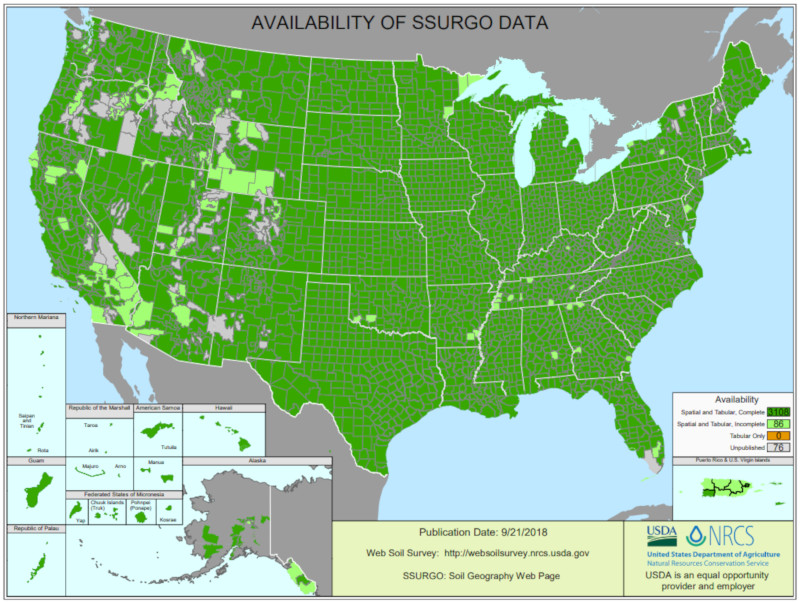 AVAILABILITY OF SSURGO DATA
Northern Mariana
Saipan
and
Tinian
Rota
Guam
Republic of Palau
Republic of the Marshall
Tarna
Ailrik
Majuro
Arno
American Samoa
Tutuila
Manua
Hawaii
Federated States of Micronesia
Yap
Chuuk Islands
(Truk)
Pohnpei
(Ponape)
Kosrae
Alaska
Availability
Spatial and Tabular, Complete 3108
Spatial and Tabular, Incomplete 86
Tabular Only 0
Unpublished 76
Puerto Rico & U.S. Virgin Islands
Publication Date: 9/21/2018
Web Soil Survey: http://websoilsurvey.nrcs.usda.gov
SSURGO: Soil Geography Web Page
USDA NRCS
United States Department of Agriculture
Natural Resources Conservation Service
USDA is an equal opportunity
provider and employer